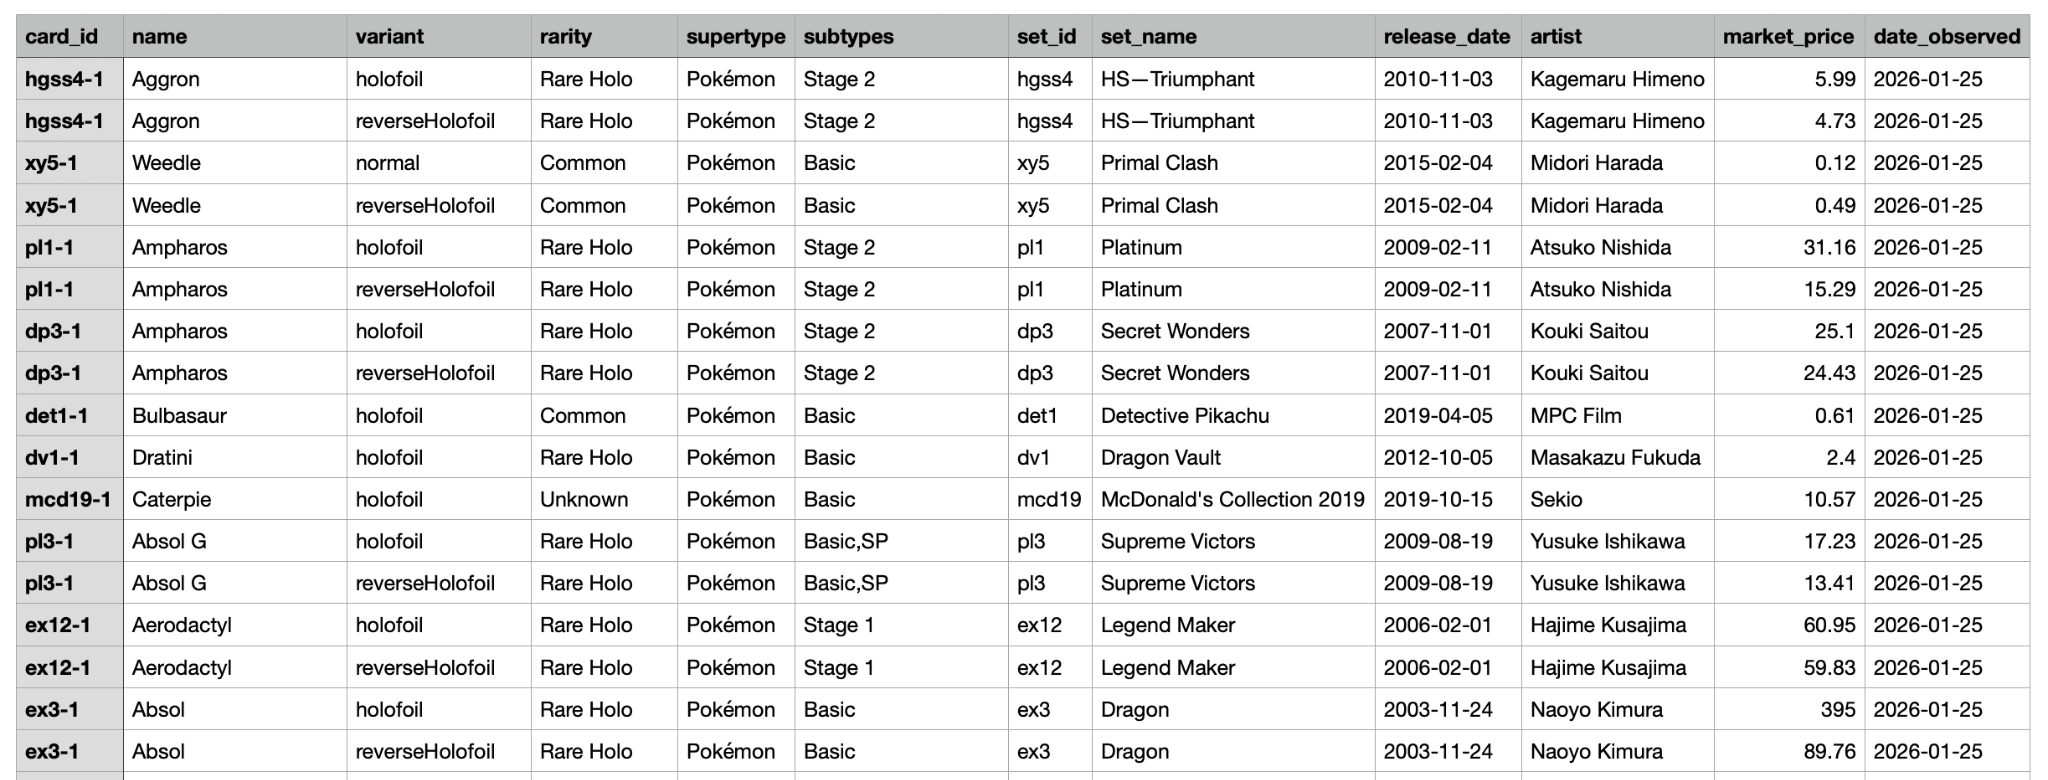 card_id name variant rarity supertype subtypes set_id set_name release_date artist market_price date_observed
hgss4-1 Aggron holofoil Rare Holo Pokémon Stage 2 hgss4 HS—Triumphant 2010-11-03 Kagemaru Himeno 5.99 2026-01-25
hgss4-1 Aggron reverseHolofoil Rare Holo Pokémon Stage 2 hgss4 HS—Triumphant 2010-11-03 Kagemaru Himeno 4.73 2026-01-25
xy5-1 Weedle normal Common Pokémon Basic xy5 Primal Clash 2015-02-04 Midori Harada 0.12 2026-01-25
xy5-1 Weedle reverseHolofoil Common Pokémon Basic xy5 Primal Clash 2015-02-04 Midori Harada 0.49 2026-01-25
pl1-1 Ampharos holofoil Rare Holo Pokémon Stage 2 pl1 Platinum 2009-02-11 Atsuko Nishida 31.16 2026-01-25
pl1-1 Ampharos reverseHolofoil Rare Holo Pokémon Stage 2 pl1 Platinum 2009-02-11 Atsuko Nishida 15.29 2026-01-25
dp3-1 Ampharos holofoil Rare Holo Pokémon Stage 2 dp3 Secret Wonders 2007-11-01 Kouki Saitou 25.1 2026-01-25
dp3-1 Ampharos reverseHolofoil Rare Holo Pokémon Stage 2 dp3 Secret Wonders 2007-11-01 Kouki Saitou 24.43 2026-01-25
det1-1 Bulbasaur holofoil Common Pokémon Basic det1 Detective Pikachu 2019-04-05 MPC Film 0.61 2026-01-25
dv1-1 Dratini holofoil Rare Holo Pokémon Basic dv1 Dragon Vault 2012-10-05 Masakazu Fukuda 2.4 2026-01-25
mcd19-1 Caterpie holofoil Unknown Pokémon Basic mcd19 McDonald's Collection 2019 2019-10-15 Sekio 10.57 2026-01-25
pl3-1 Absol G holofoil Rare Holo Pokémon Basic,SP pl3 Supreme Victors 2009-08-19 Yusuke Ishikawa 17.23 2026-01-25
pl3-1 Absol G reverseHolofoil Rare Holo Pokémon Basic,SP pl3 Supreme Victors 2009-08-19 Yusuke Ishikawa 13.41 2026-01-25
ex12-1 Aerodactyl holofoil Rare Holo Pokémon Stage 1 ex12 Legend Maker 2006-02-01 Hajime Kusajima 60.95 2026-01-25
ex12-1 Aerodactyl reverseHolofoil Rare Holo Pokémon Stage 1 ex12 Legend Maker 2006-02-01 Hajime Kusajima 59.83 2026-01-25
ex3-1 Absol holofoil Rare Holo Pokémon Basic ex3 Dragon 2003-11-24 Naoyo Kimura 395 2026-01-25
ex3-1 Absol reverseHolofoil Rare Holo Pokémon Basic ex3 Dragon 2003-11-24 Naoyo Kimura 89.76 2026-01-25